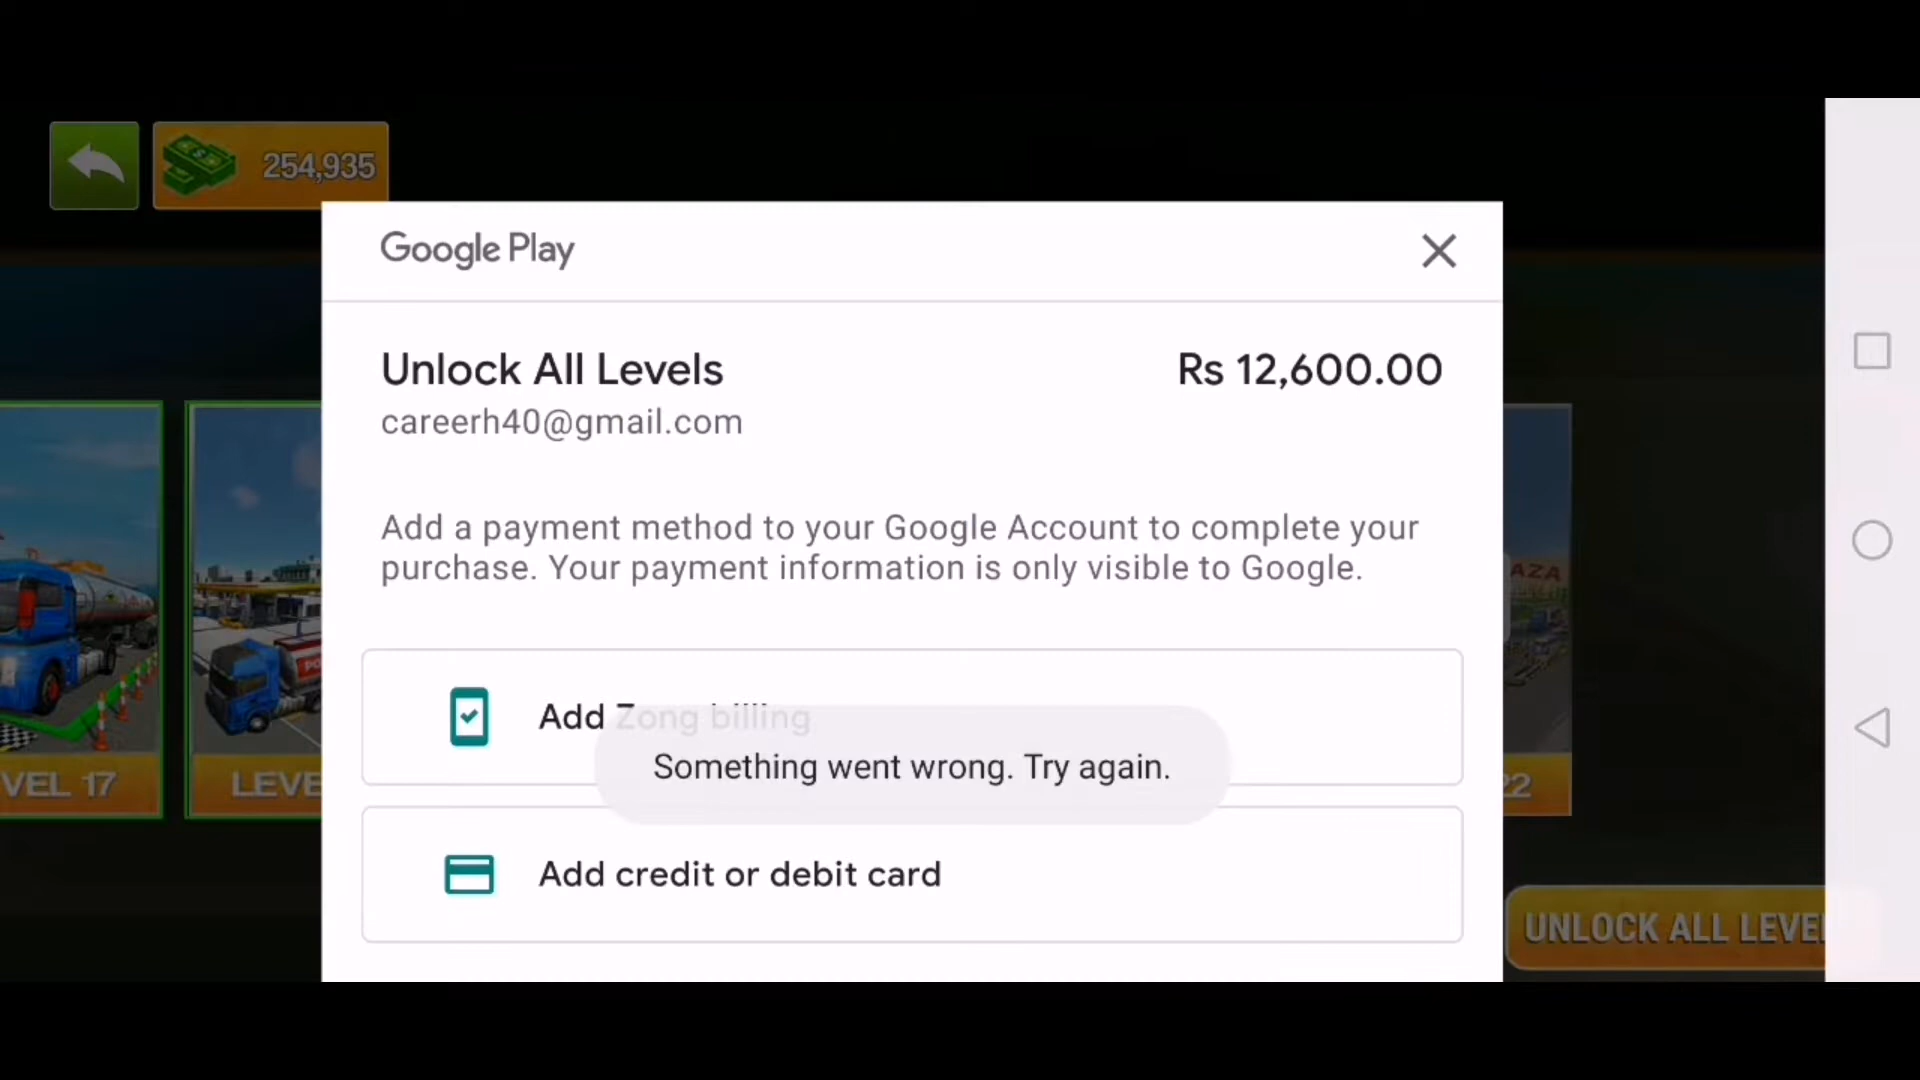 254,935
Google Play
Unlock All Levels
Rs 12,600.00
careerh40@gmail.com
Add a payment method to your Google Account to complete your
purchase. Your payment information is only visible to Google.
Add Zong billing
Something went wrong. Try again.
Add credit or debit card
VEL 17
LEVE
22
AZA
PO
UNLOCK ALL LEVE